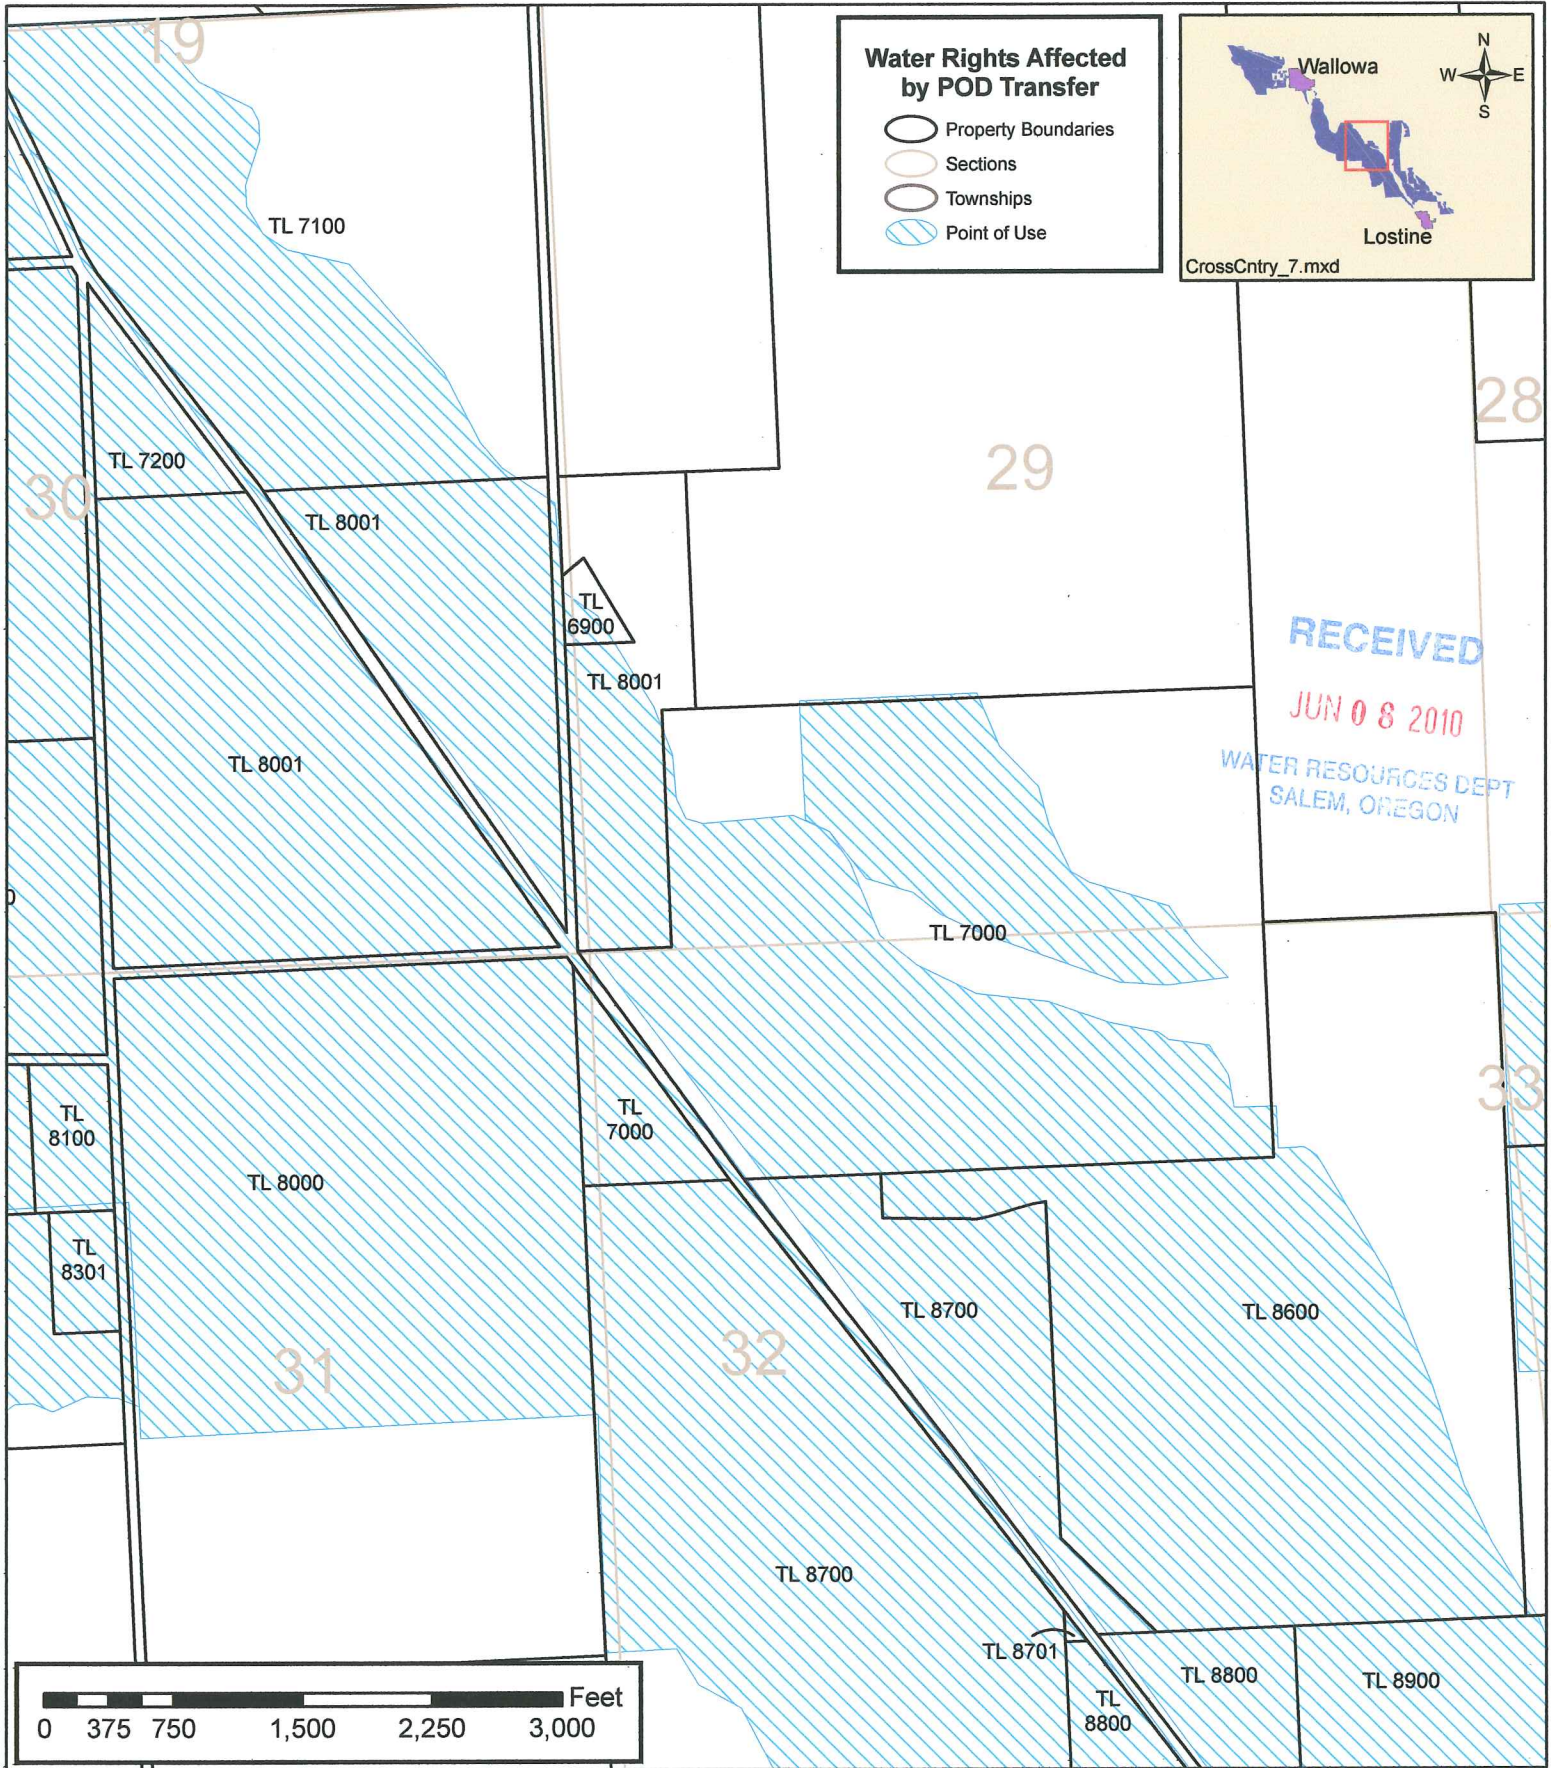 19
Water Rights Affected
by POD Transfer
Property Boundaries
Sections
Townships
Point of Use
Wallowa
N
W E
S
Lostine
CrossCntry_7.mxd
TL 7100
28
29
TL 7200
30
TL 8001
TL
6900
TL 8001
RECEIVED
JUN 08 2010
WATER RESOURCES DEPT
SALEM, OREGON
TL 8001
TL 7000
33
TL
8100
TL
7000
TL 8000
TL
8301
TL 8700
TL 8600
31
32
TL 8700
TL 8701
TL 8800
TL 8900
TL
8800
Feet
0 375 750 1,500 2,250 3,000